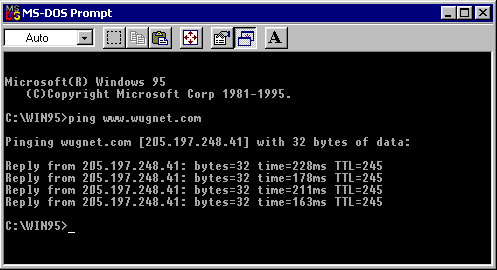 MS-DOS Prompt
Auto
A
Microsoft(R) Windows 95
(C)Copyright Microsoft Corp 1981-1995.
C:\WIN95>ping www.wugnet.com
Pinging wugnet.com [205.197.248.41] with 32 bytes of data:
Reply from 205.197.248.41: bytes=32 time=228ms TTL=245
Reply from 205.197.248.41: bytes=32 time=178ms TTL=245
Reply from 205.197.248.41: bytes=32 time=211ms TTL=245
Reply from 205.197.248.41: bytes=32 time=163ms TTL=245
C:\WIN95>_